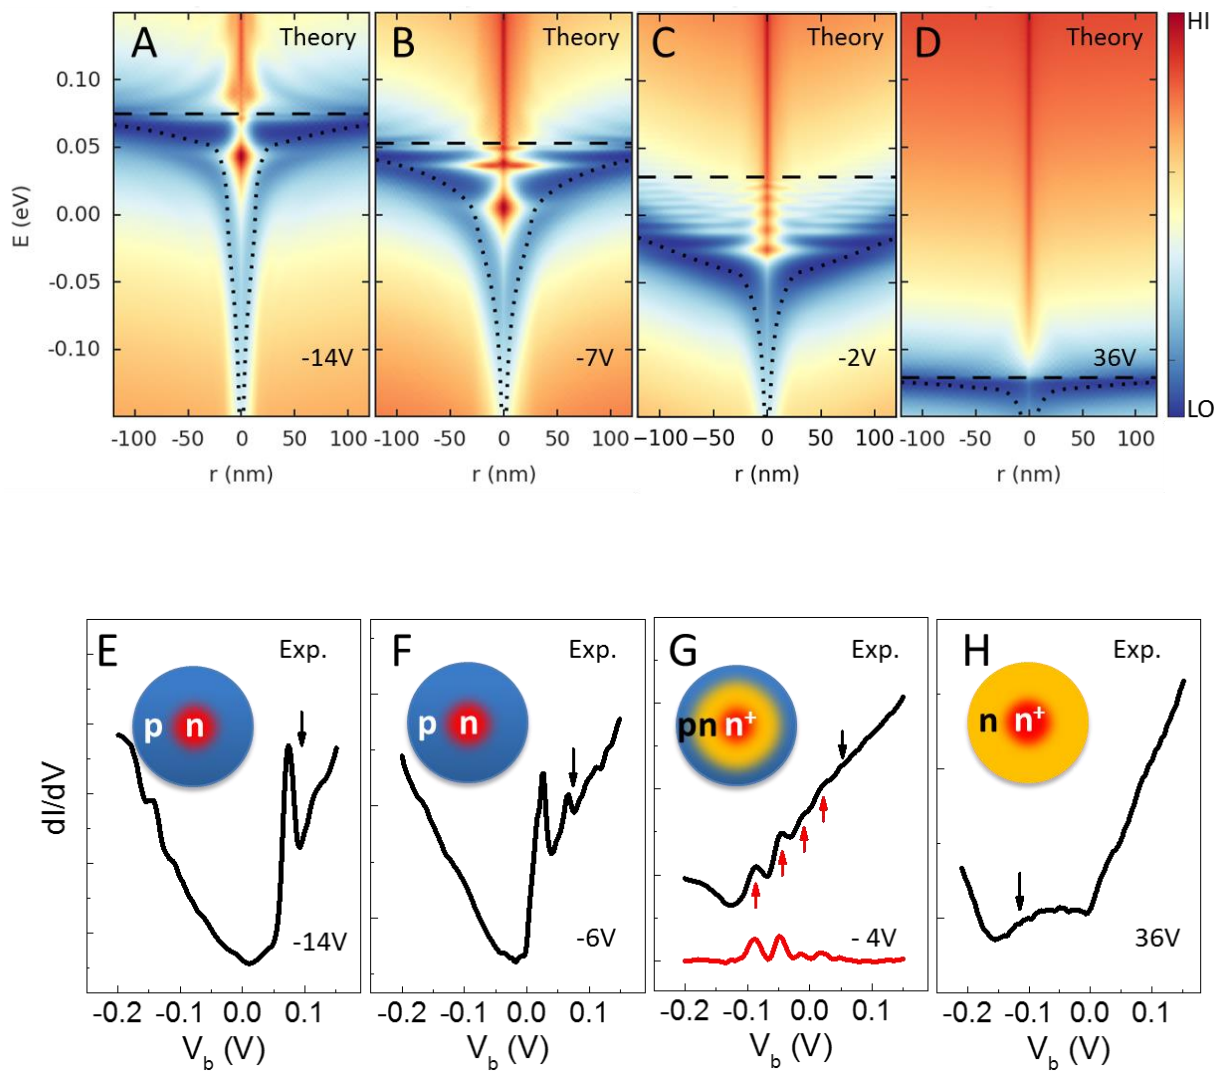 A Theory
B Theory
C Theory
D Theory
HI
LO
E (eV)
0.10
0.05
0.00
-0.05
-0.10
-14V
-7V
-2V
36V
-100 -50 0 50 100
-100 -50 0 50 100
−100 −50 0 50 100
-100 -50 0 50 100
r (nm)
r (nm)
r (nm)
r (nm)
E Exp.
F Exp.
G Exp.
H Exp.
p n
p n
pn n⁺
n n⁺
dI/dV
-14V
-6V
- 4V
36V
-0.2 -0.1 0.0 0.1
-0.2 -0.1 0.0 0.1
-0.2 -0.1 0.0 0.1
-0.2 -0.1 0.0 0.1
V_b (V)
V_b (V)
V_b (V)
V_b (V)